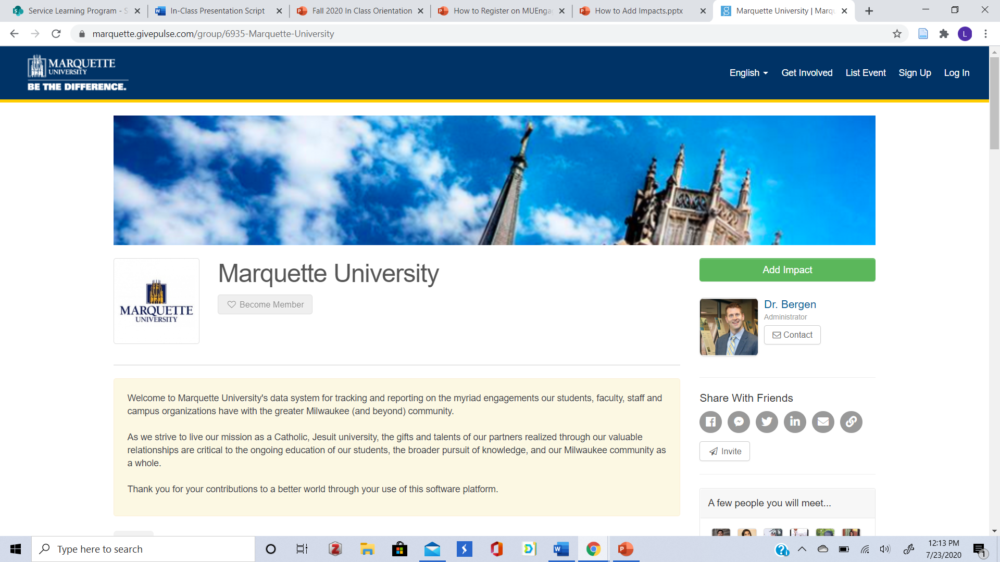 Service Learning Program - S
In-Class Presentation Script
Fall 2020 In Class Orientation
How to Register on MUEnga
How to Add Impacts.pptx
Marquette University | Marq
marquette.givepulse.com/group/6935-Marquette-University
L
MARQUETTE
UNIVERSITY
BE THE DIFFERENCE.
English
Get Involved
List Event
Sign Up
Log In
MARQUETTE
UNIVERSITY
Marquette University
Become Member
Add Impact
Dr. Bergen
Administrator
Contact
Welcome to Marquette University's data system for tracking and reporting on the myriad engagements our students, faculty, staff and
campus organizations have with the greater Milwaukee (and beyond) community.
As we strive to live our mission as a Catholic, Jesuit university, the gifts and talents of our partners realized through our valuable
relationships are critical to the ongoing education of our students, the broader pursuit of knowledge, and our Milwaukee community as
a whole.
Thank you for your contributions to a better world through your use of this software platform.
Share With Friends
Invite
A few people you will meet...
Type here to search
12:13 PM
7/23/2020
1